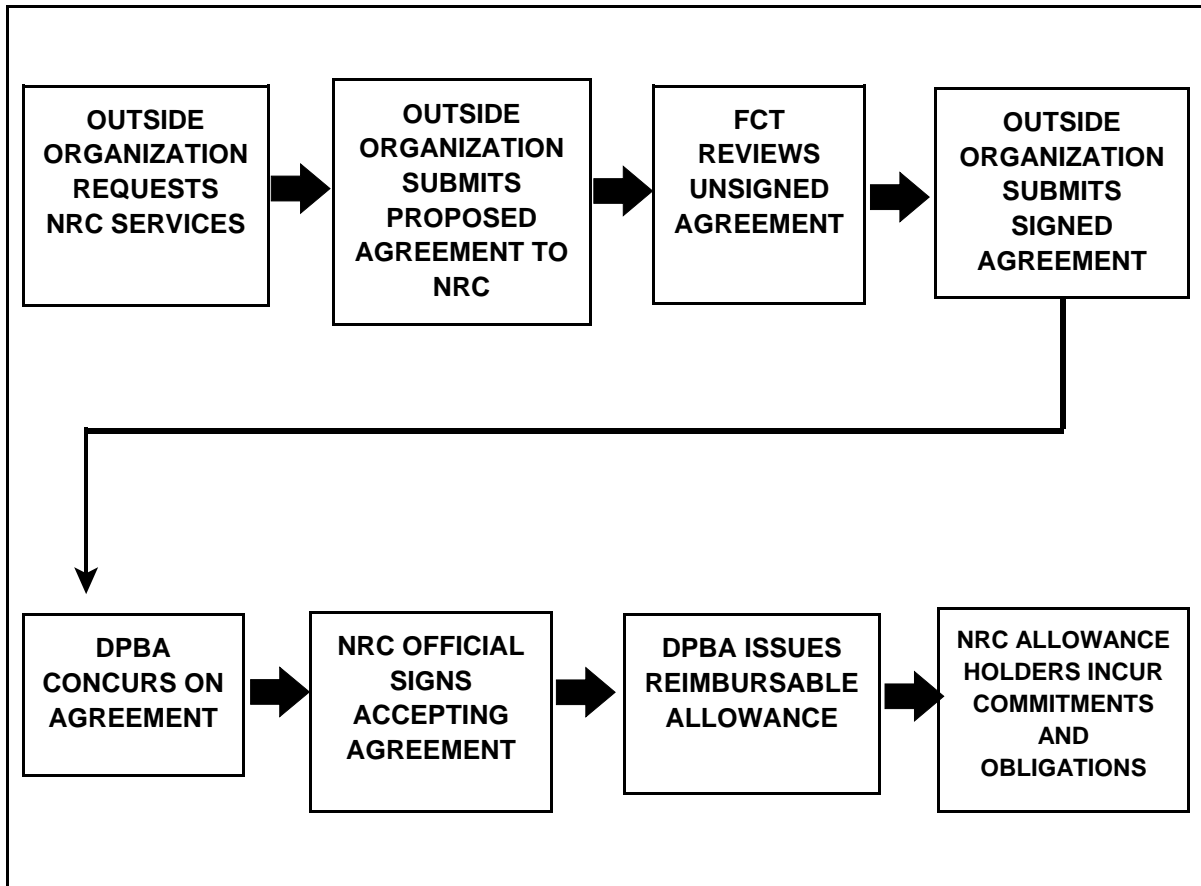 OUTSIDE
ORGANIZATION
REQUESTS
NRC SERVICES
OUTSIDE
ORGANIZATION
SUBMITS
PROPOSED
AGREEMENT TO
NRC
FCT
REVIEWS
UNSIGNED
AGREEMENT
OUTSIDE
ORGANIZATION
SUBMITS
SIGNED
AGREEMENT
DPBA
CONCURS ON
AGREEMENT
NRC OFFICIAL
SIGNS
ACCEPTING
AGREEMENT
DPBA ISSUES
REIMBURSABLE
ALLOWANCE
NRC ALLOWANCE
HOLDERS INCUR
COMMITMENTS
AND
OBLIGATIONS